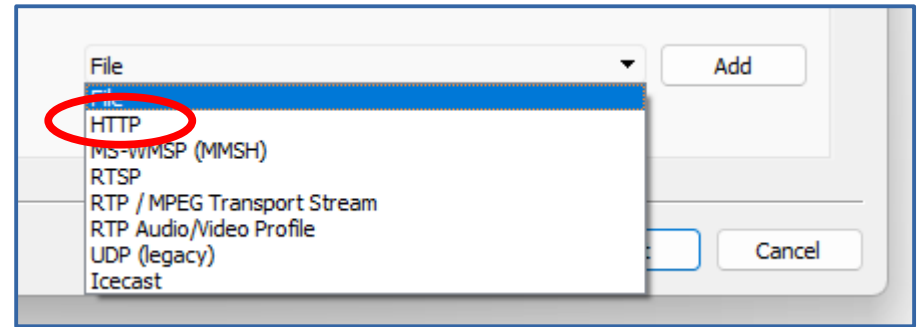 File
Add
File
HTTP
MS-WMSP (MMSH)
RTSP
RTP / MPEG Transport Stream
RTP Audio/Video Profile
UDP (legacy)
Cancel
Icecast